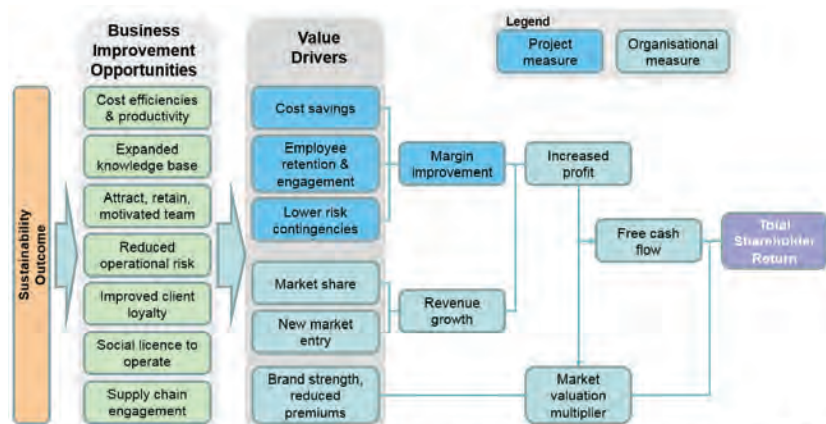 Business
Improvement
Opportunities
Value
Drivers
Legend
Project
measure
Organisational
measure
Sustainability
Outcome
Cost efficiencies
& productivity
Expanded
knowledge base
Attract, retain,
motivated team
Reduced
operational risk
Improved client
loyalty
Social licence to
operate
Supply chain
engagement
Cost savings
Employee
retention &
engagement
Lower risk
contingencies
Market share
New market
entry
Brand strength,
reduced
premiums
Margin
improvement
Revenue
growth
Increased
profit
Free cash
flow
Market
valuation
multiplier
Total
Shareholder
Return